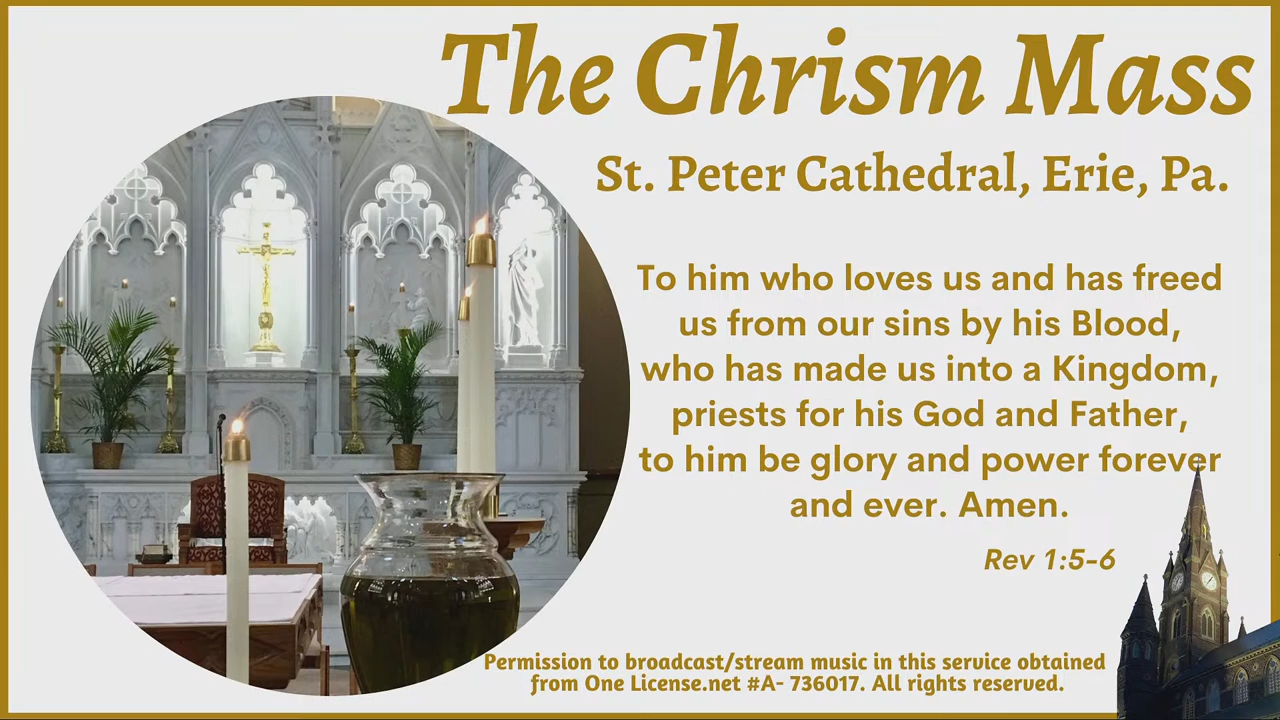 The Chrism Mass
St. Peter Cathedral, Erie, Pa.
To him who loves us and has freed
us from our sins by his Blood,
who has made us into a Kingdom,
priests for his God and Father,
to him be glory and power forever
and ever. Amen.
Rev 1:5-6
Permission to broadcast/stream music in this service obtained
from One License.net #A- 736017. All rights reserved.